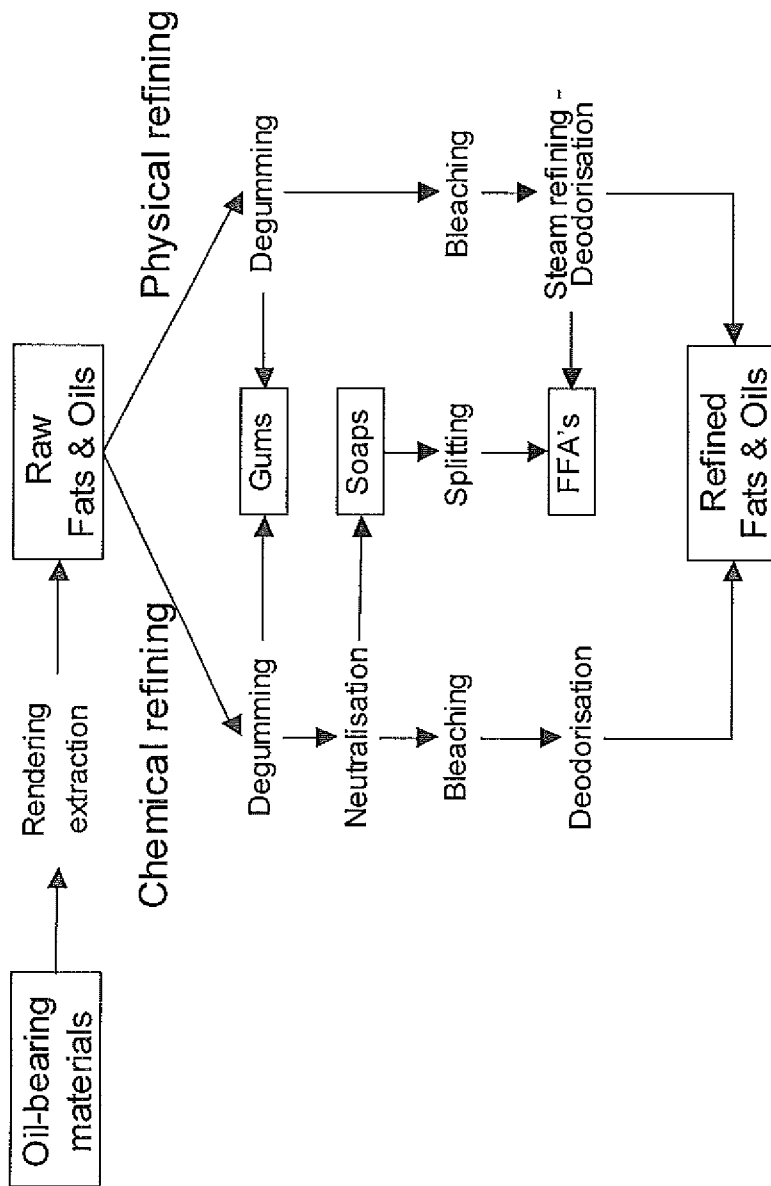 Oil-bearing
materials
Rendering
extraction
Raw
Fats & Oils
Chemical refining
Physical refining
Degumming
Gums
Degumming
Neutralisation
Soaps
Bleaching
Splitting
Bleaching
Deodorisation
FFA's
Steam refining -
Deodorisation
Refined
Fats & Oils